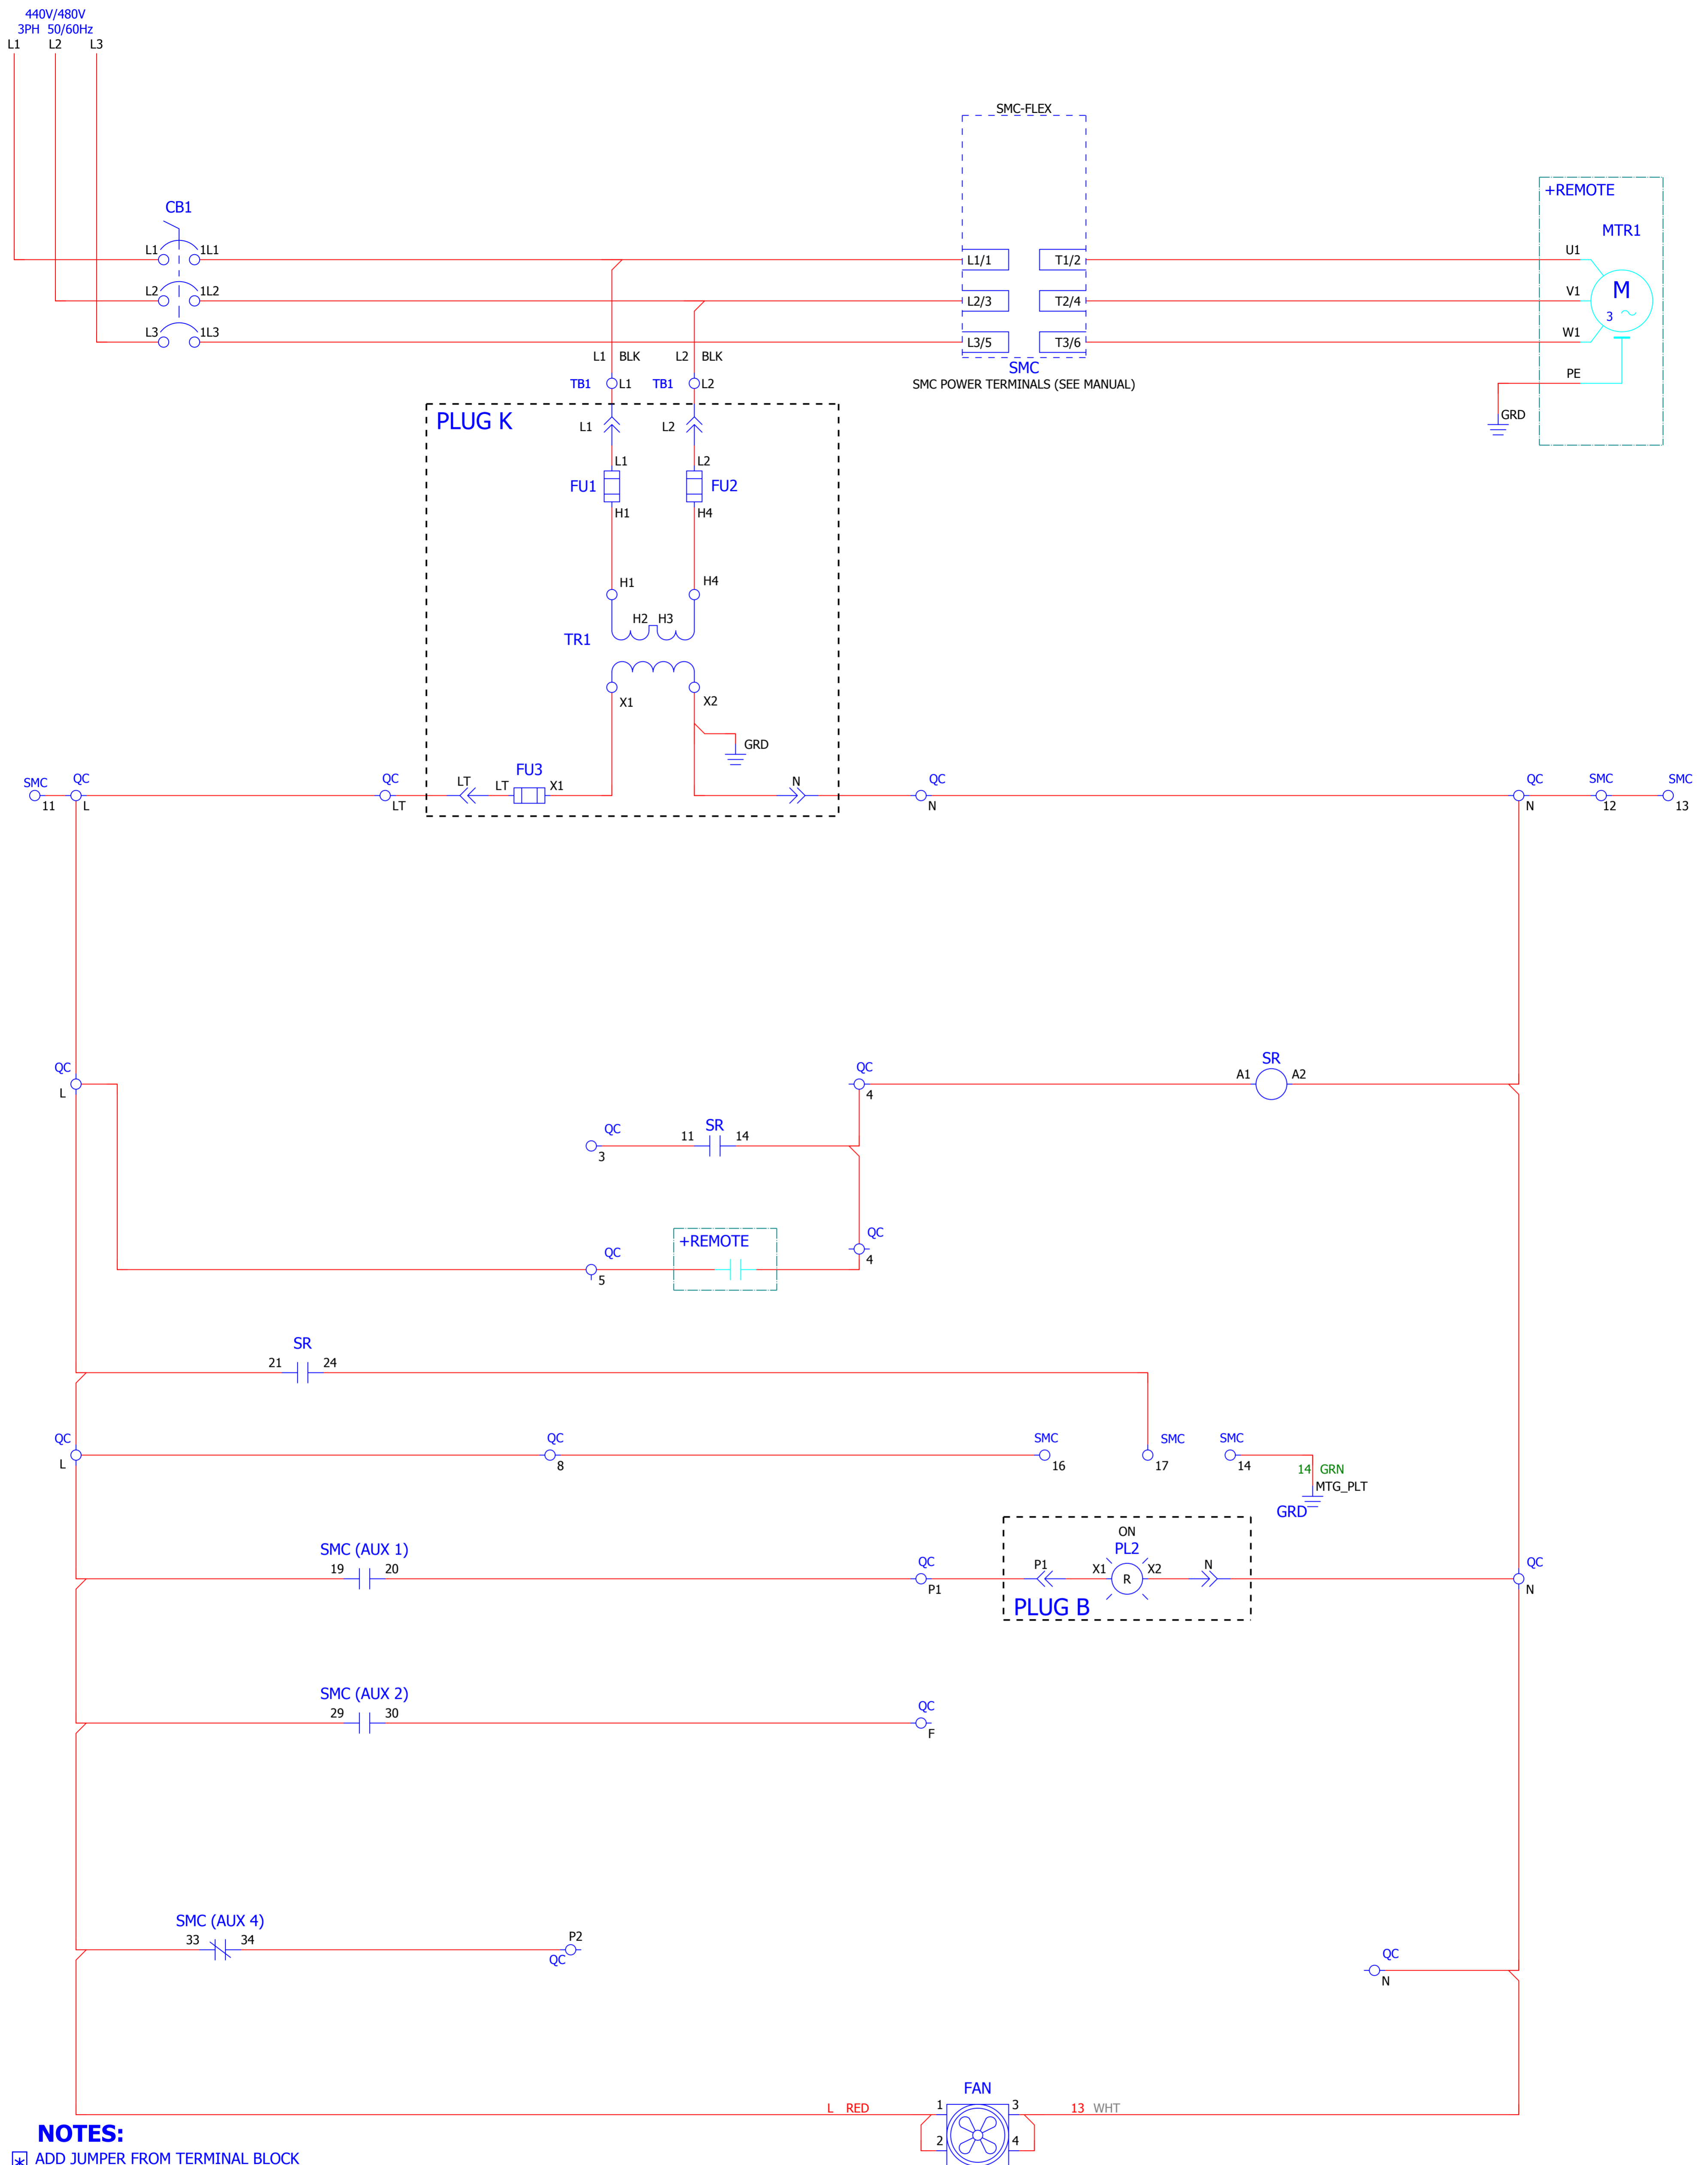 440V/480V
3PH 50/60Hz
L1 L2 L3
SMC-FLEX
+REMOTE
CB1
MTR1
L1 1L1
L1/1 T1/2
U1
L2 1L2
L2/3 T2/4
V1
M
3
L3 1L3
L3/5 T3/6
W1
L1 BLK L2 BLK
SMC
SMC POWER TERMINALS (SEE MANUAL)
PE
TB1 L1 TB1 L2
GRD
PLUG K
L1 L2
L1 L2
FU1 FU2
H1 H4
H1 H4
H2 H3
TR1
X1 X2
GRD
FU3
SMC QC QC LT LT X1 N QC QC SMC SMC
11 L LT N N 12 13
QC QC SR
L 4 A1 A2
QC SR
3 11 14
QC
+REMOTE
QC
4
5
SR
21 24
QC QC SMC SMC SMC
L 8 16 17 14
14 GRN
MTG_PLT
GRD
ON
SMC (AUX 1)
PL2
19 20 QC P1 X1 X2 N QC
R
P1 N
PLUG B
SMC (AUX 2)
29 30 QC
F
SMC (AUX 4)
33 34 P2
QC
QC
N
FAN
L RED 1 3 13 WHT
2 4
NOTES:
* ADD JUMPER FROM TERMINAL BLOCK